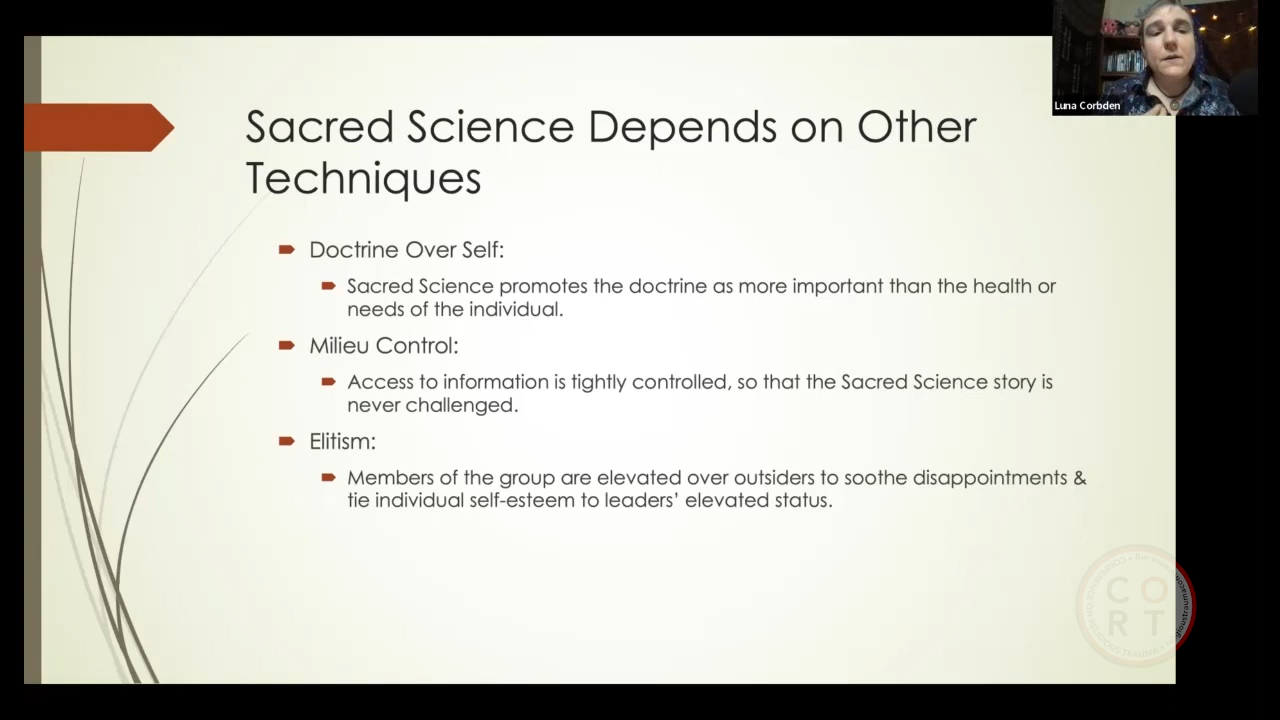 Luna Corbden
Sacred Science Depends on Other
Techniques
Doctrine Over Self:
Sacred Science promotes the doctrine as more important than the health or
needs of the individual.
Milieu Control:
Access to information is tightly controlled, so that the Sacred Science story is
never challenged.
Elitism:
Members of the group are elevated over outsiders to soothe disappointments &
tie individual self-esteem to leaders’ elevated status.
CO
RT